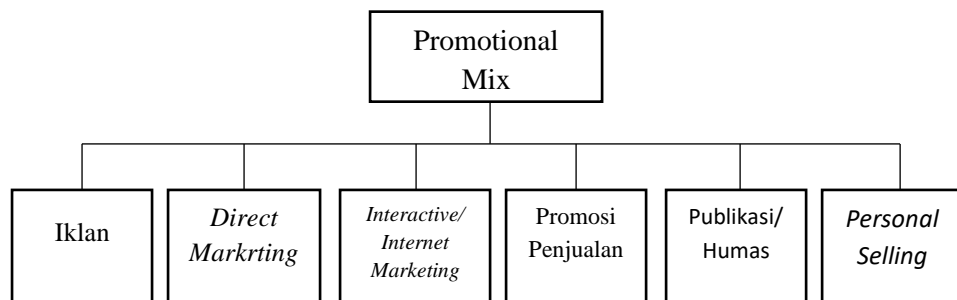 Promotional
Mix
Iklan
Direct
Markrting
Interactive/
Internet
Marketing
Promosi
Penjualan
Publikasi/
Humas
Personal
Selling